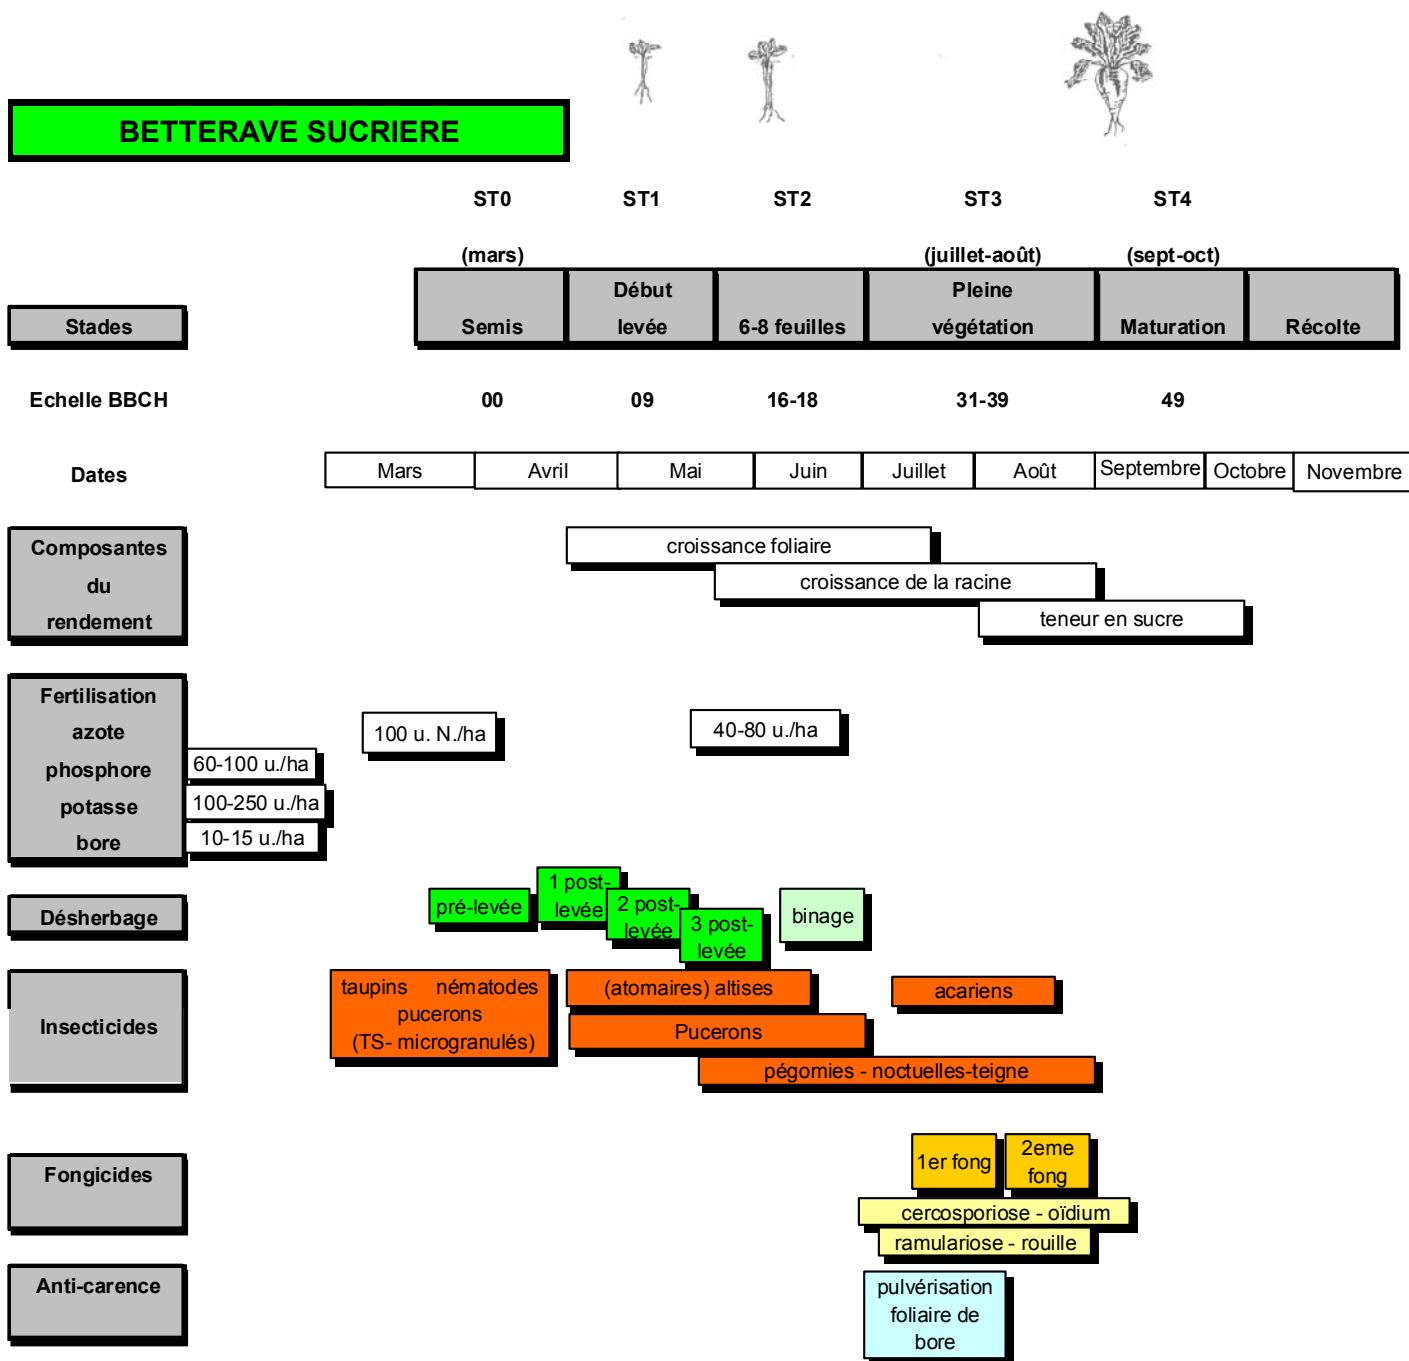 BETTERAVE SUCRIERE
ST0 ST1 ST2 ST3 ST4
(mars) (juillet-août) (sept-oct)
Début Pleine
Stades Semis levée 6-8 feuilles végétation Maturation Récolte
Echelle BBCH 00 09 16-18 31-39 49
Dates Mars Avril Mai Juin Juillet Août Septembre Octobre Novembre
Composantes
du
rendement
croissance foliaire
croissance de la racine
teneur en sucre
Fertilisation
azote
phosphore
potasse
bore
100 u. N./ha
40-80 u./ha
60-100 u./ha
100-250 u./ha
10-15 u./ha
Désherbage
pré-levée
1 post-
levée
2 post-
levée
3 post-
levée
binage
Insecticides
taupins nématodes
pucerons
(TS- microgranulés)
(atomaires) altises
acariens
Pucerons
pégomies - noctuelles-teigne
Fongicides
1er fong
2eme
fong
cercosporiose - oïdium
ramulariose - rouille
Anti-carence
pulvérisation
foliaire de
bore